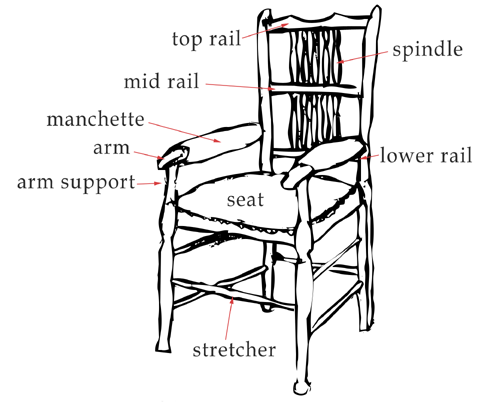 top rail
spindle
mid rail
manchette
arm
lower rail
arm support
seat
stretcher